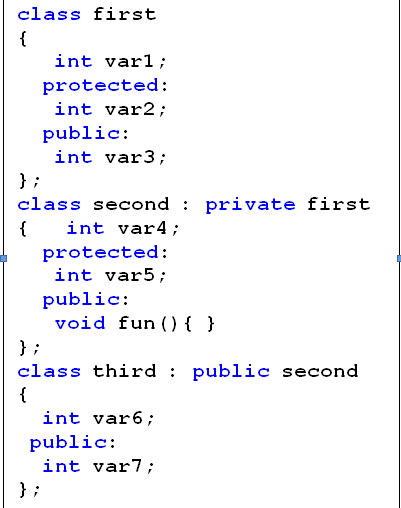 class first
{
   int var1;
  protected:
   int var2;
  public:
   int var3;
};
class second : private first
{   int var4;
  protected:
   int var5;
  public:
   void fun(){ }
};
class third : public second
{
  int var6;
 public:
  int var7;
};